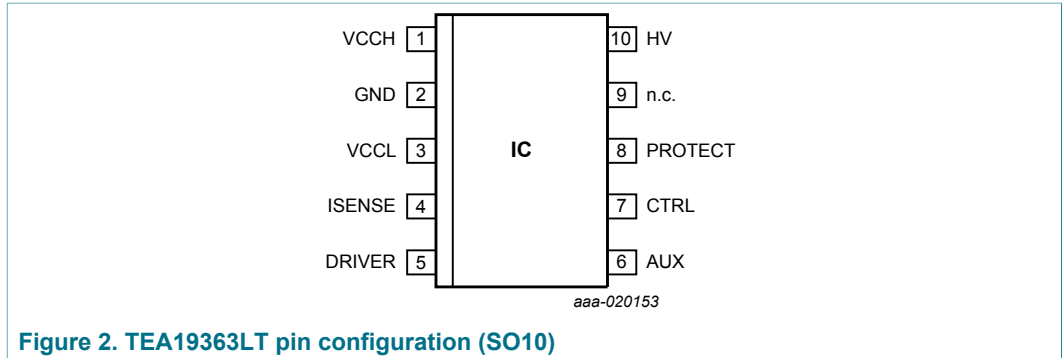 VCCH 1 10 HV
GND 2 9 n.c.
VCCL 3 IC 8 PROTECT
ISENSE 4 7 CTRL
DRIVER 5 6 AUX
aaa-020153
Figure 2. TEA19363LT pin configuration (SO10)